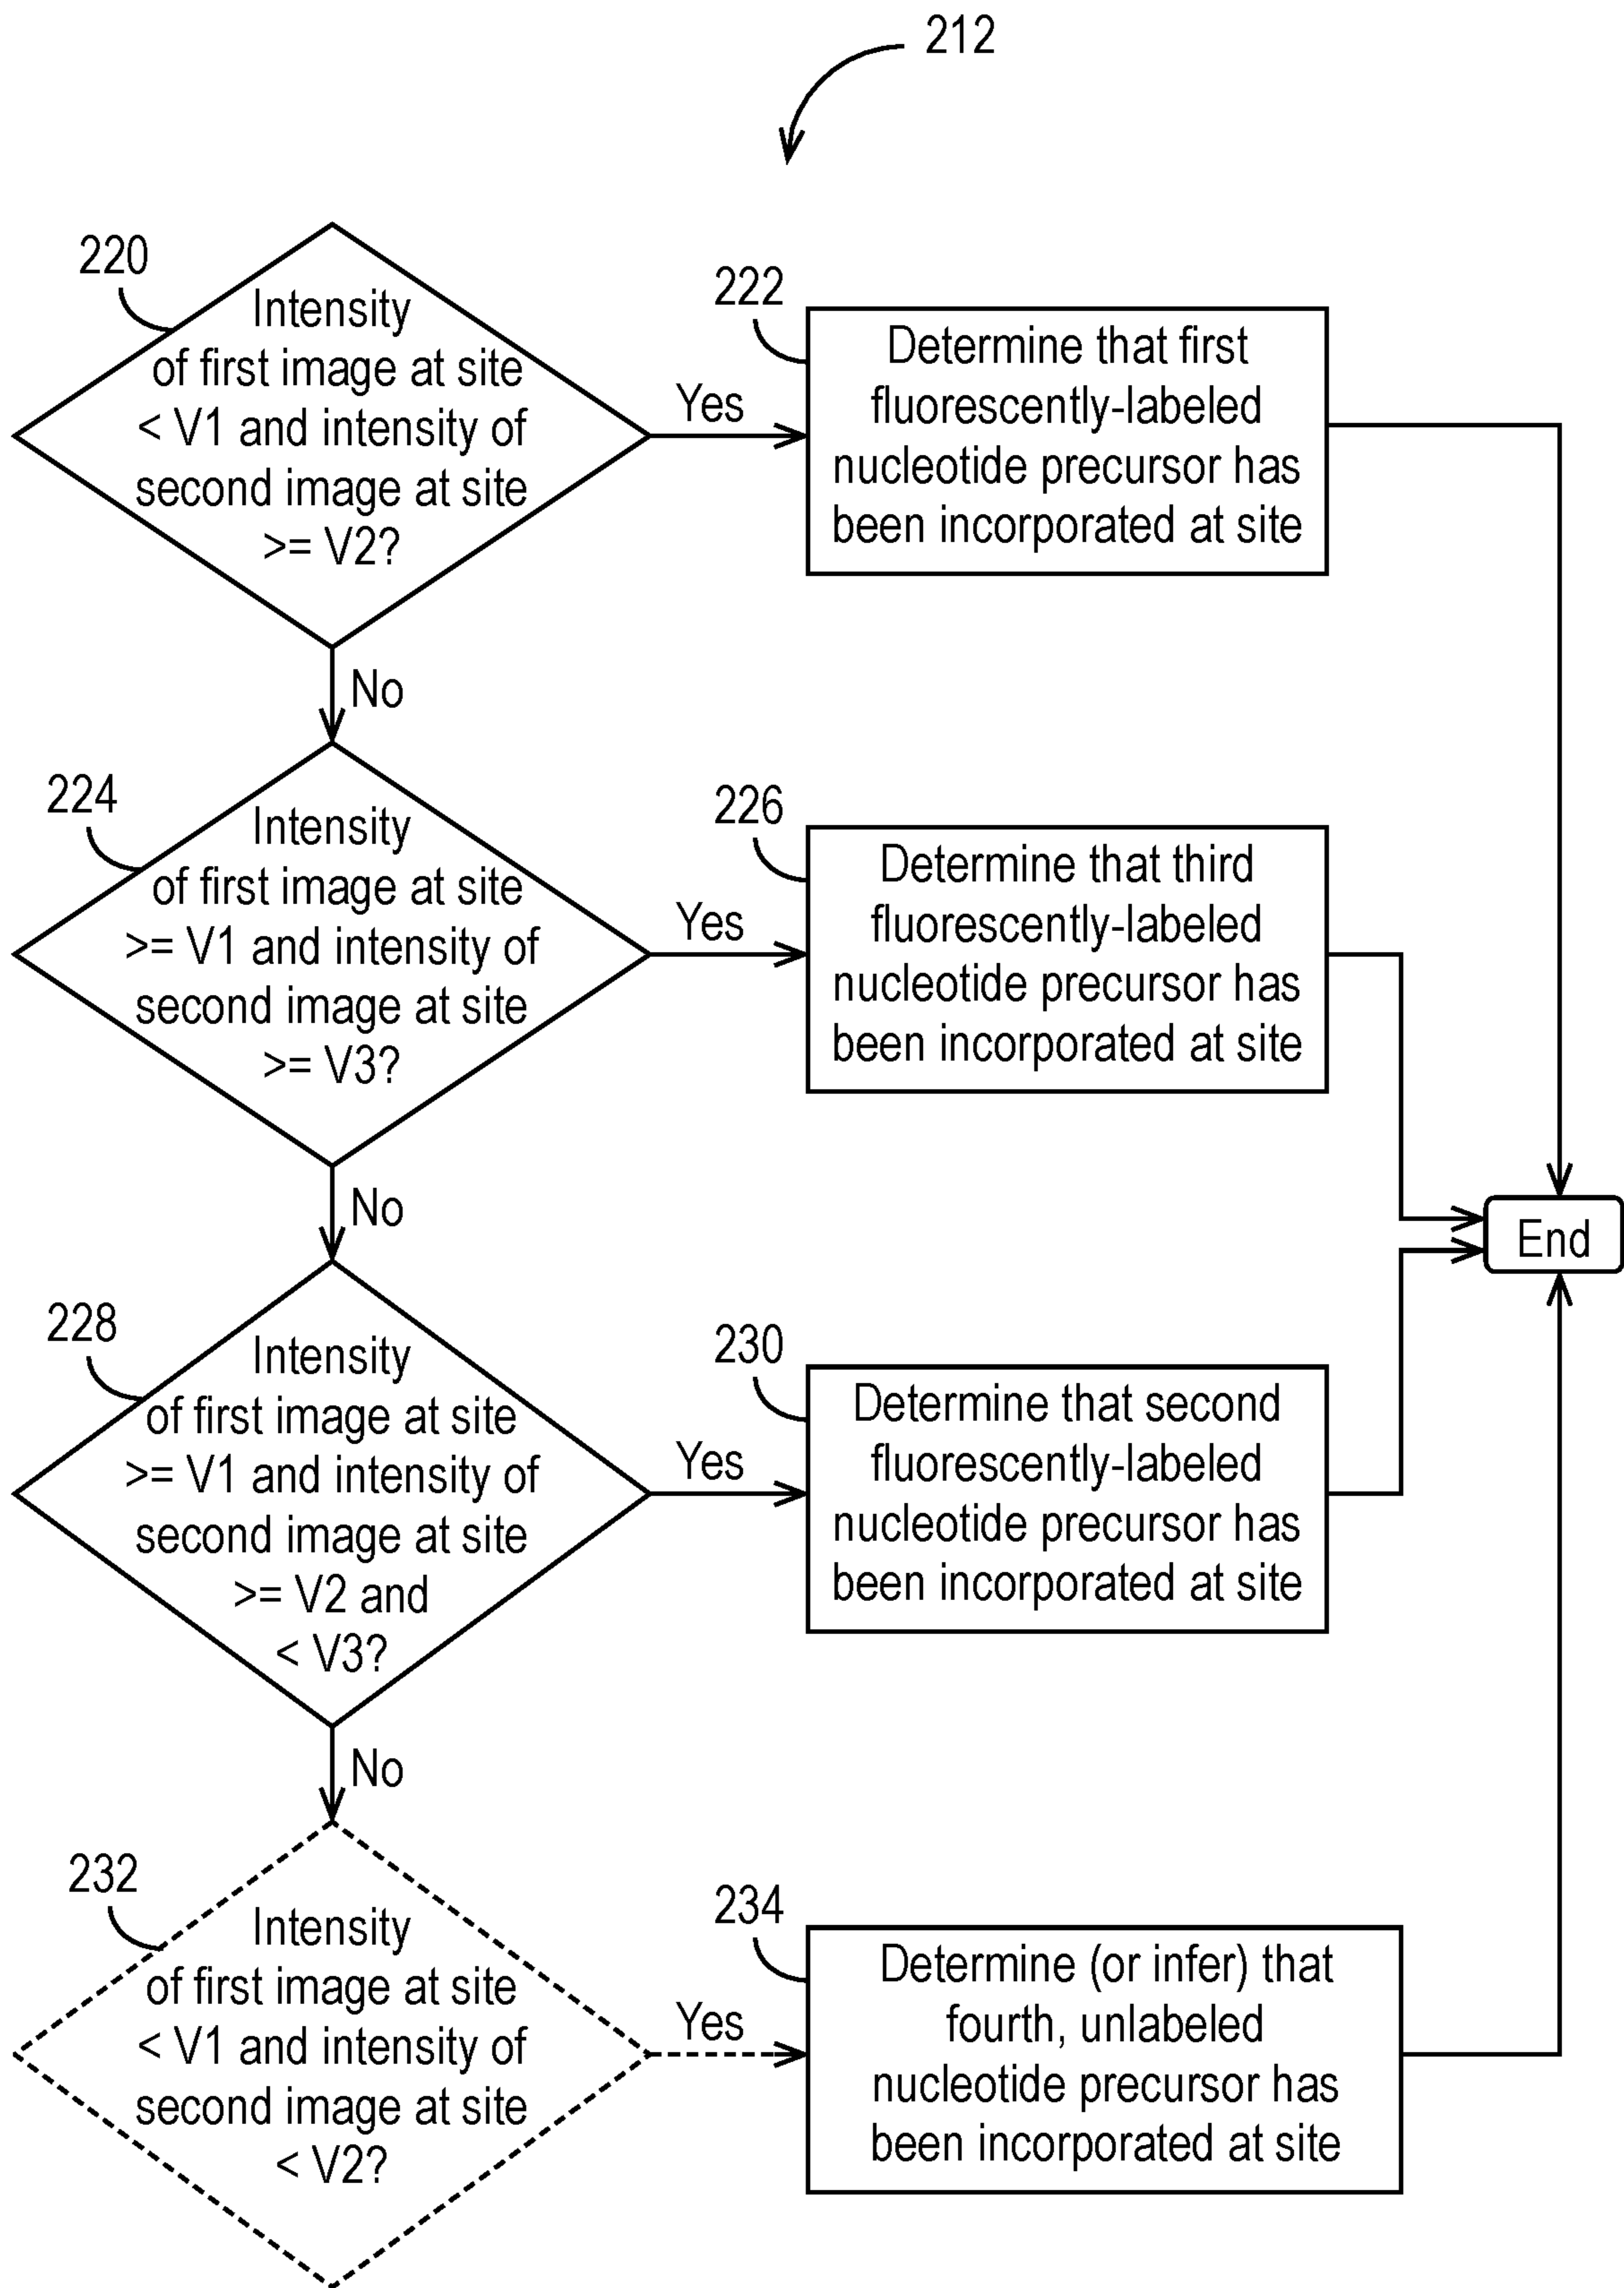 212
220
Intensity
of first image at site
< V1 and intensity of
second image at site
>= V2?
Yes
222
Determine that first
fluorescently-labeled
nucleotide precursor has
been incorporated at site
No
224
Intensity
of first image at site
>= V1 and intensity of
second image at site
>= V3?
Yes
226
Determine that third
fluorescently-labeled
nucleotide precursor has
been incorporated at site
No
End
228
Intensity
of first image at site
>= V1 and intensity of
second image at site
>= V2 and
< V3?
Yes
230
Determine that second
fluorescently-labeled
nucleotide precursor has
been incorporated at site
No
232
Intensity
of first image at site
< V1 and intensity of
second image at site
< V2?
Yes
234
Determine (or infer) that
fourth, unlabeled
nucleotide precursor has
been incorporated at site